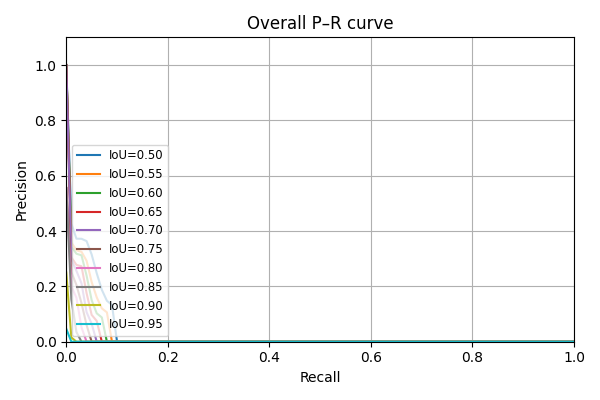 Overall P–R curve
Precision
1.0
0.8
0.6
0.4
0.2
0.0
IoU=0.50
IoU=0.55
IoU=0.60
IoU=0.65
IoU=0.70
IoU=0.75
IoU=0.80
IoU=0.85
IoU=0.90
IoU=0.95
0.0 0.2 0.4 0.6 0.8 1.0
Recall